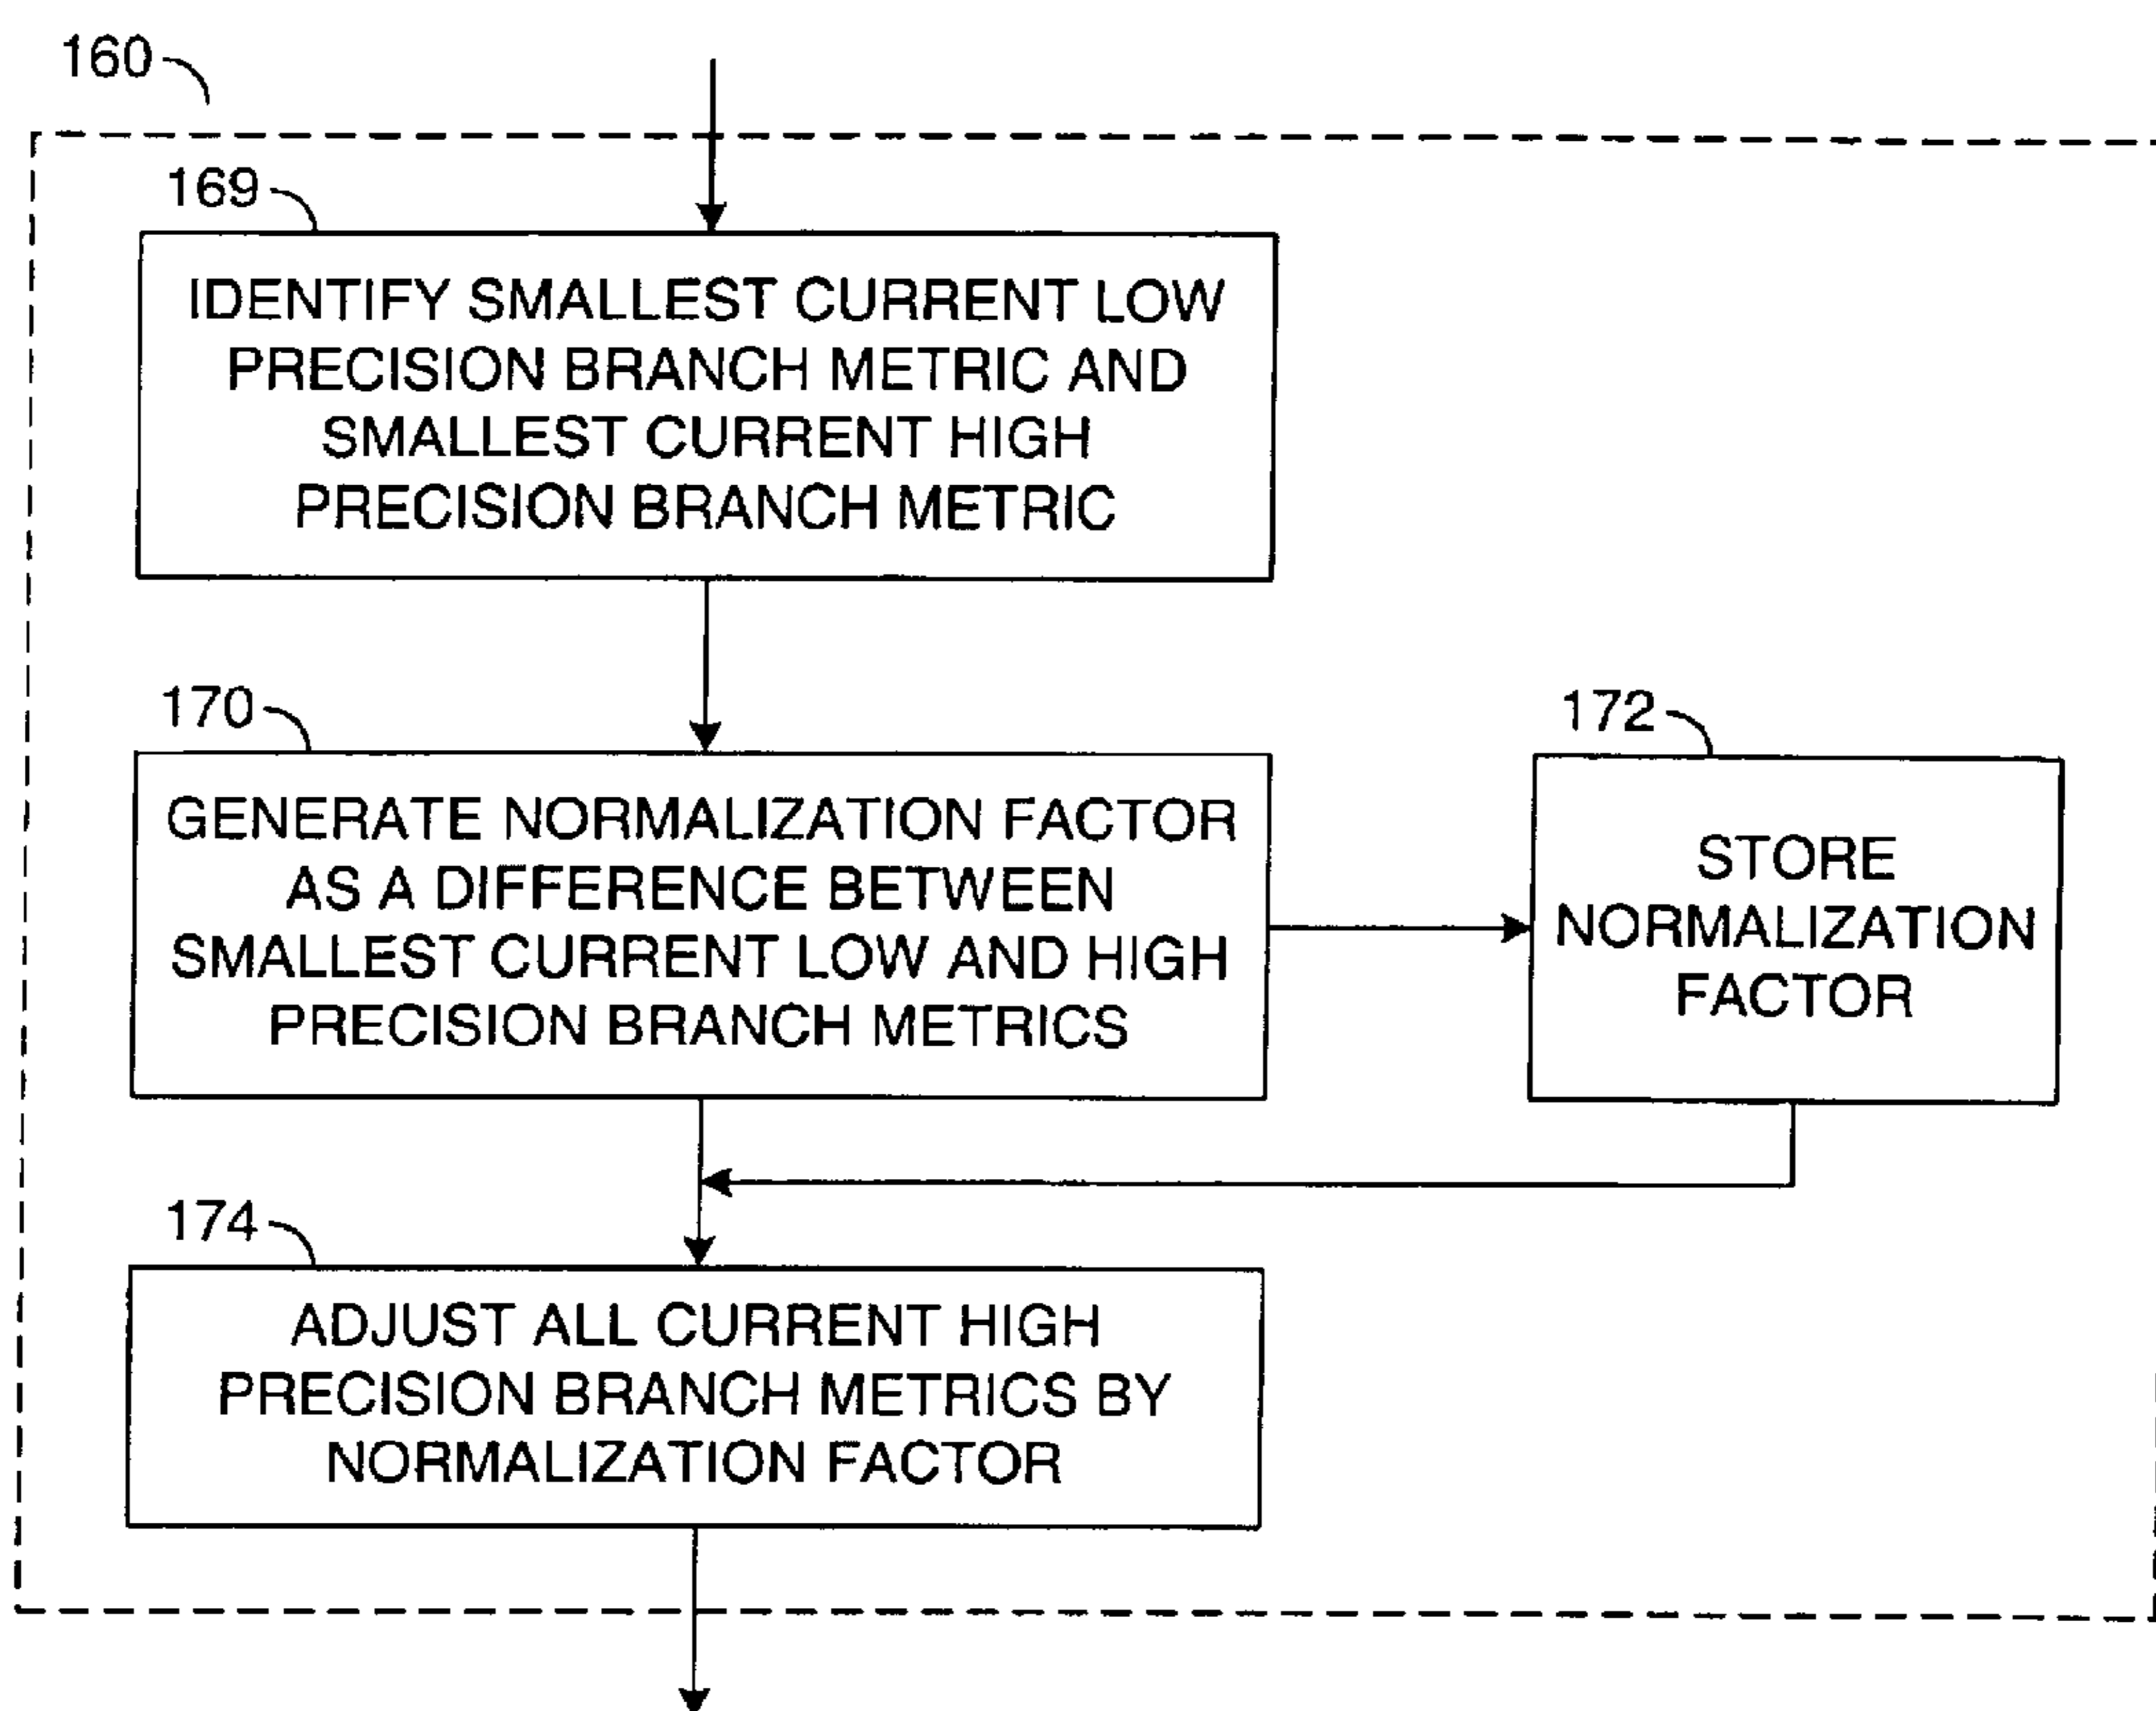 160
169
IDENTIFY SMALLEST CURRENT LOW
PRECISION BRANCH METRIC AND
SMALLEST CURRENT HIGH
PRECISION BRANCH METRIC
170
GENERATE NORMALIZATION FACTOR
AS A DIFFERENCE BETWEEN
SMALLEST CURRENT LOW AND HIGH
PRECISION BRANCH METRICS
172
STORE
NORMALIZATION
FACTOR
174
ADJUST ALL CURRENT HIGH
PRECISION BRANCH METRICS BY
NORMALIZATION FACTOR